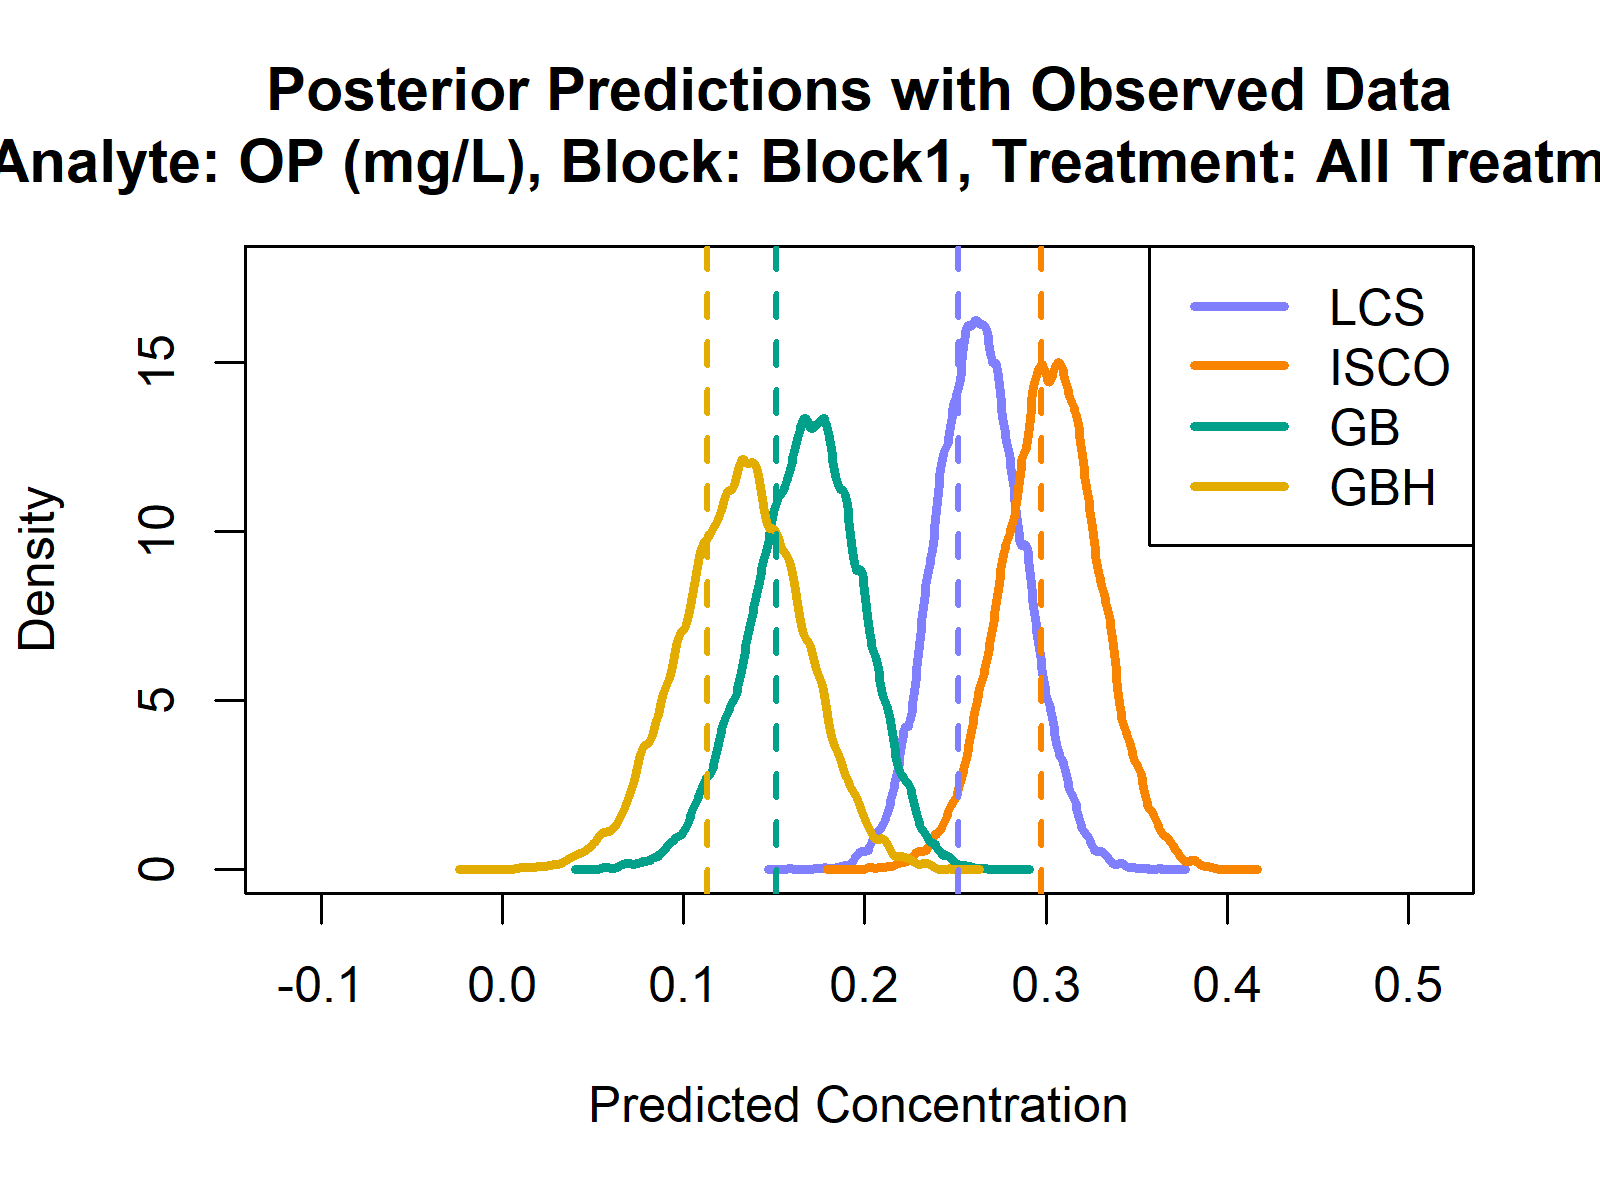 Posterior Predictions with Observed Data
Analyte: OP (mg/L), Block: Block1, Treatment: All Treatm
LCS
ISCO
GB
GBH
Density
15
10
5
0
-0.1 0.0 0.1 0.2 0.3 0.4 0.5
Predicted Concentration